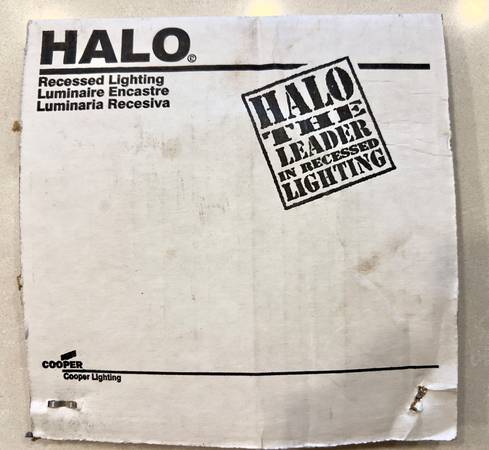 HALO©
Recessed Lighting
Luminaire Encastre
Luminaria Recesiva
HALO
THE
LEADER
IN RECESSED
LIGHTING
COOPER
Cooper Lighting